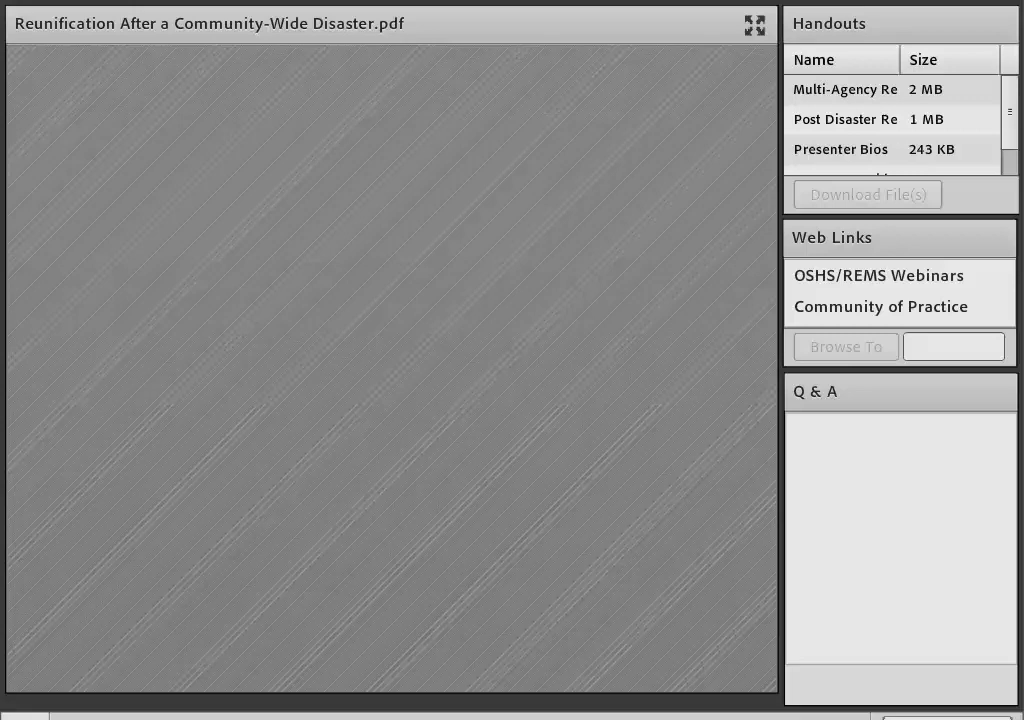 Reunification After a Community-Wide Disaster.pdf
Handouts
Name Size
Multi-Agency Re 2 MB
Post Disaster Re 1 MB
Presenter Bios 243 KB
Download File(s)
Web Links
OSHS/REMS Webinars
Community of Practice
Browse To
Q & A